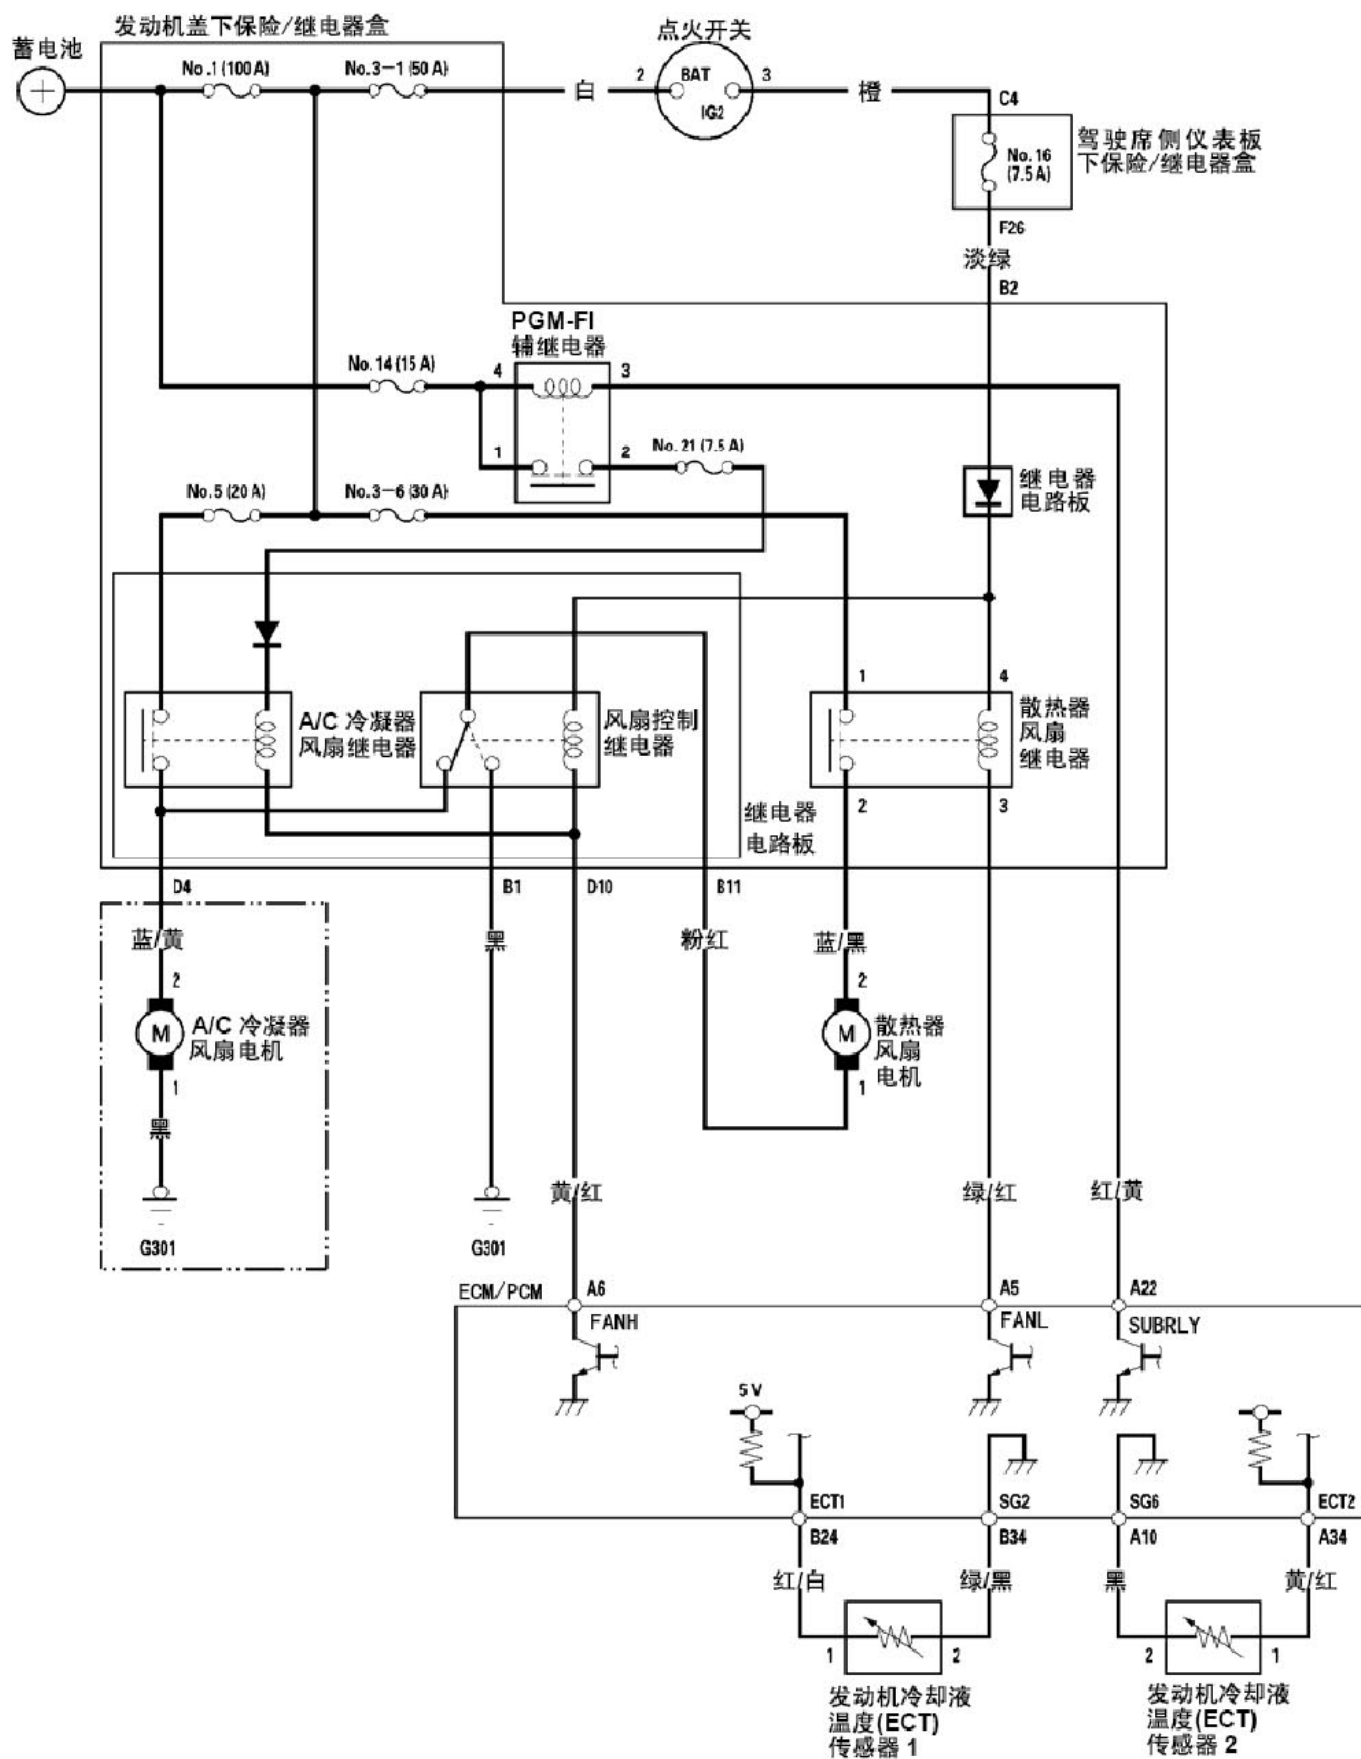 发动机盖下保险/继电器盒
点火开关
蓄电池
No.1 (100 A)
No.3-1 (50 A)
白
2
BAT
3
IG2
橙
C4
No.16
(7.5 A)
驾驶席侧仪表板
下保险/继电器盒
F26
淡绿
B2
PGM-FI
辅继电器
No.14 (15 A)
4
3
1
2
No.21 (7.5 A)
继电器
电路板
No.5 (20 A)
No.3-6 (30 A)
1
4
A/C 冷凝器
风扇继电器
风扇控制
继电器
散热器
风扇
继电器
2
3
继电器
电路板
D4
B1
D10
B11
蓝/黄
黑
粉红
蓝/黑
2
2
M
A/C 冷凝器
风扇电机
M
散热器
风扇
电机
1
1
黑
黄/红
绿/红
红/黄
G301
G301
ECM/PCM
A6
A5
A22
FANH
FANL
SUBRLY
5 V
ECT1
SG2
SG6
ECT2
B24
B34
A10
A34
红/白
绿/黑
黑
黄/红
1
2
2
1
发动机冷却液
温度(ECT)
传感器 1
发动机冷却液
温度(ECT)
传感器 2